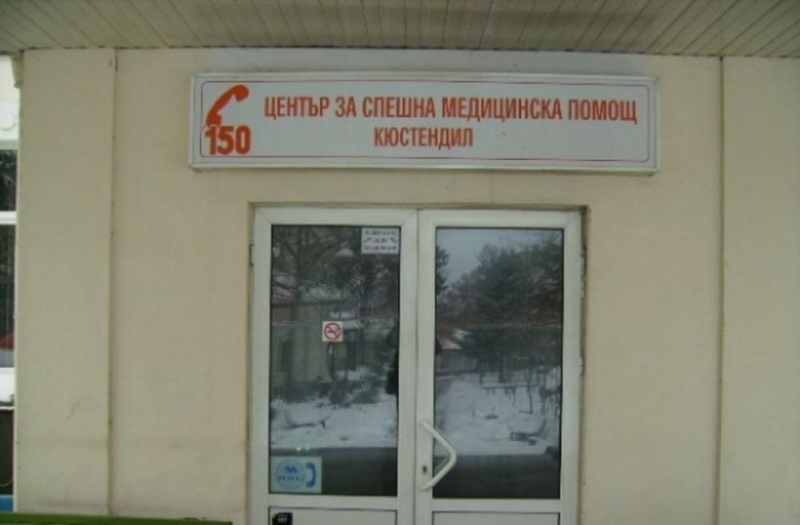 ЦЕНТЪР ЗА СПЕШНА МЕДИЦИНСКА ПОМОЩ
150
КЮСТЕНДИЛ